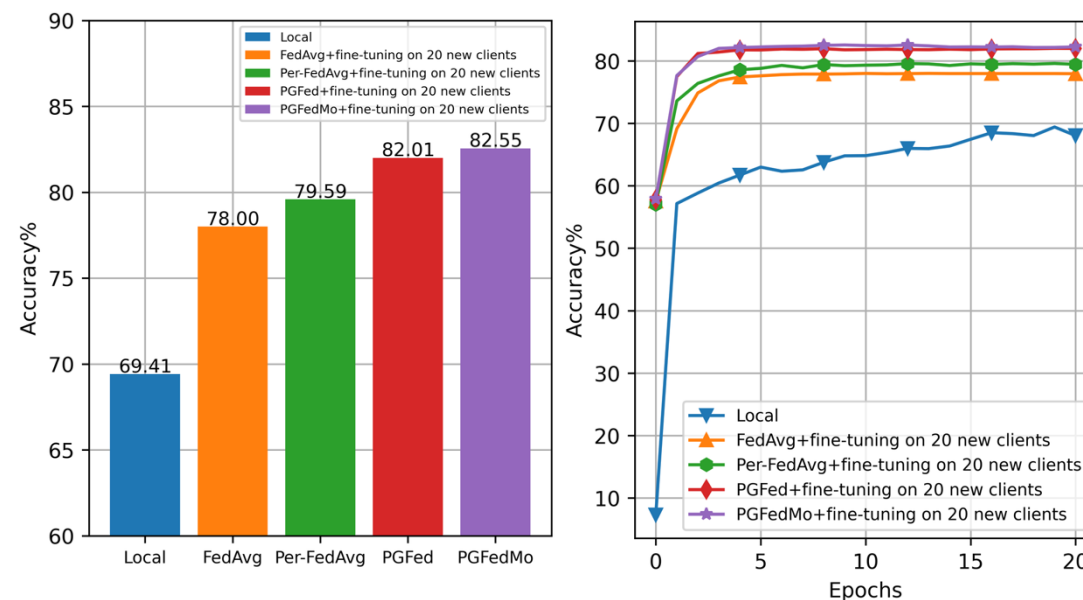 90
85
80
75
70
65
60
Accuracy%
Local
FedAvg+fine-tuning on 20 new clients
Per-FedAvg+fine-tuning on 20 new clients
PGFed+fine-tuning on 20 new clients
PGFedMo+fine-tuning on 20 new clients
69.41
78.00
79.59
82.01
82.55
Local
FedAvg
Per-FedAvg
PGFed
PGFedMo
80
70
60
50
40
30
20
10
Accuracy%
Local
FedAvg+fine-tuning on 20 new clients
Per-FedAvg+fine-tuning on 20 new clients
PGFed+fine-tuning on 20 new clients
PGFedMo+fine-tuning on 20 new clients
0
5
10
15
20
Epochs